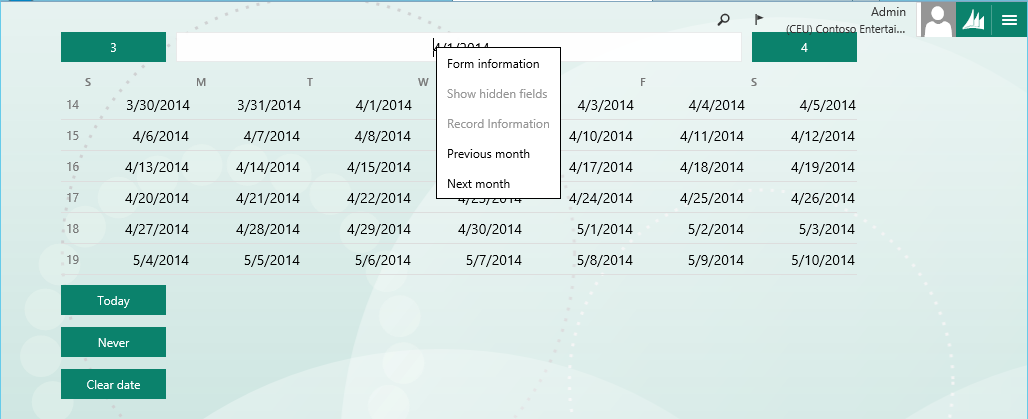 Admin
(CEU) Contoso Entertai...
3 4/1/2014 4
Form information
Show hidden fields
Record Information
Previous month
Next month
S M T W F S
14 3/30/2014 3/31/2014 4/1/2014 4/3/2014 4/4/2014 4/5/2014
15 4/6/2014 4/7/2014 4/8/2014 4/10/2014 4/11/2014 4/12/2014
16 4/13/2014 4/14/2014 4/15/2014 4/17/2014 4/18/2014 4/19/2014
17 4/20/2014 4/21/2014 4/22/2014 4/23/2014 4/24/2014 4/25/2014 4/26/2014
18 4/27/2014 4/28/2014 4/29/2014 4/30/2014 5/1/2014 5/2/2014 5/3/2014
19 5/4/2014 5/5/2014 5/6/2014 5/7/2014 5/8/2014 5/9/2014 5/10/2014
Today
Never
Clear date